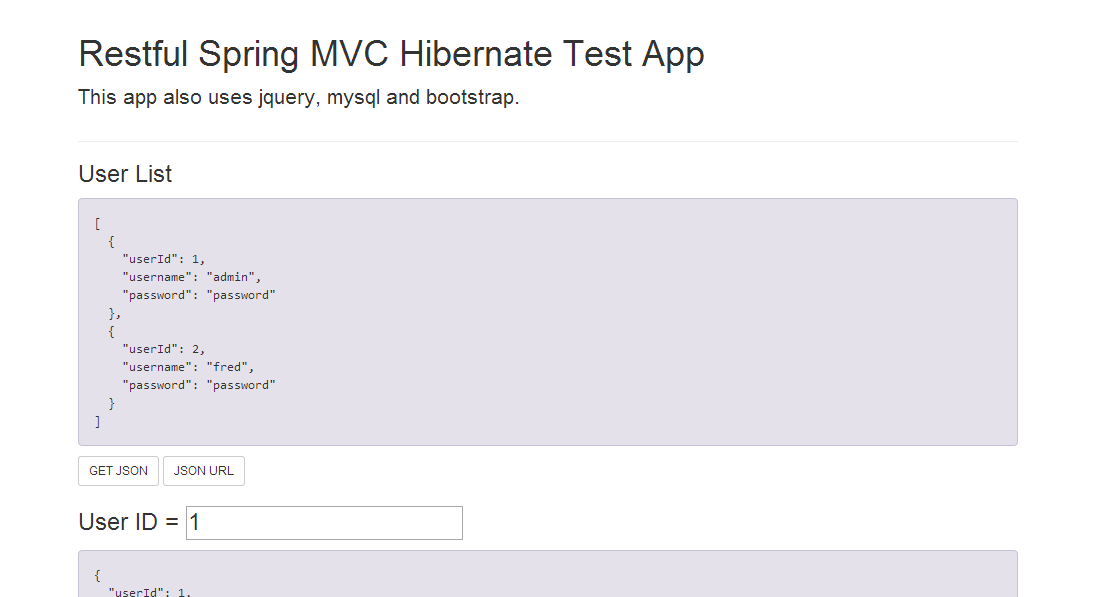 Restful Spring MVC Hibernate Test App
This app also uses jquery, mysql and bootstrap.
User List
[
  {
    "userId": 1,
    "username": "admin",
    "password": "password"
  },
  {
    "userId": 2,
    "username": "fred",
    "password": "password"
  }
]
GET JSON JSON URL
User ID = 1
{
  "userId": 1,